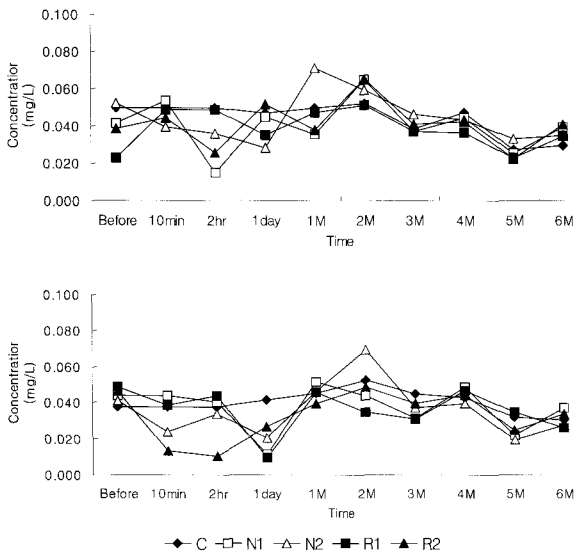 0.100
0.080
0.060
0.040
0.020
0.000
Concentratior
(mg/L)
Before 10min 2hr 1day 1M 2M 3M 4M 5M 6M
Time
0.100
0.080
0.060
0.040
0.020
0.000
Concentratior
(mg/L)
Before 10min 2hr 1day 1M 2M 3M 4M 5M 6M
Time
C N1 N2 R1 R2